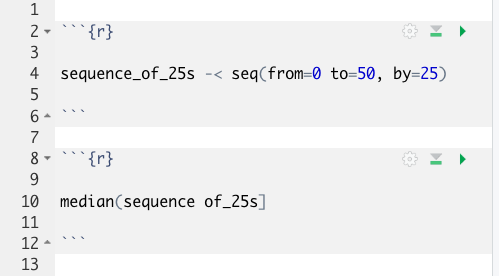 1
2 ```{r}
3
4 sequence_of_25s -< seq(from=0 to=50, by=25)
5
6 ```
7
8 ```{r}
9
10 median(sequence of_25s]
11
12 ```
13